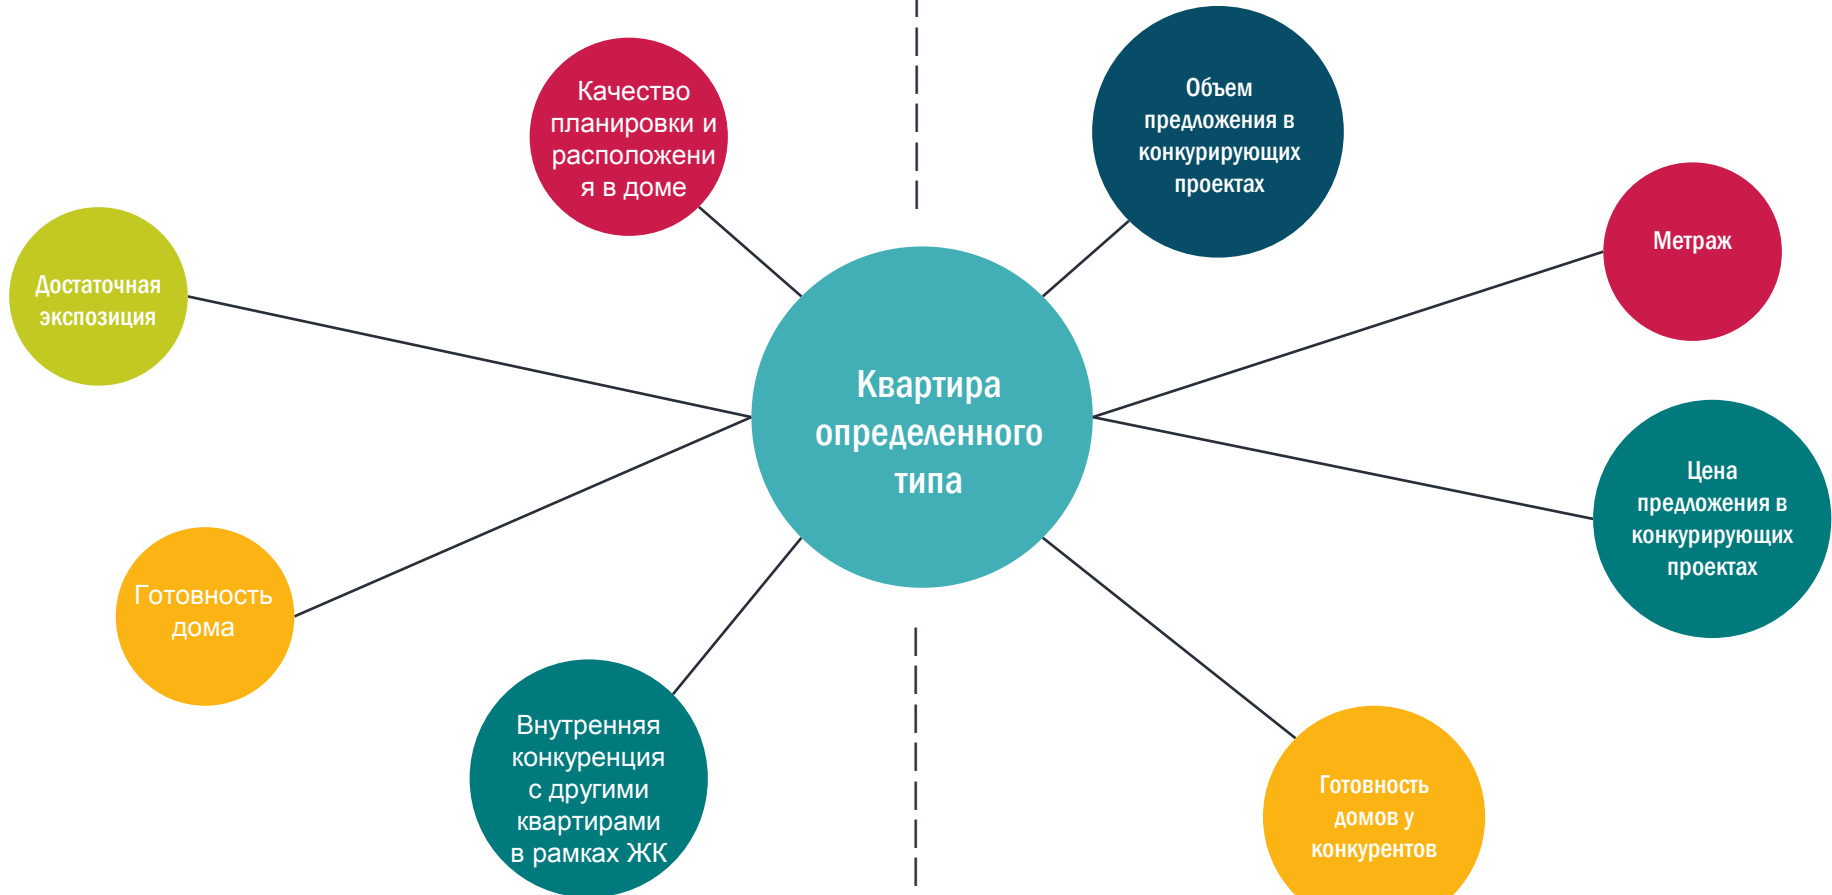 Качество
планировки и
расположени
я в доме
Объем
предложения в
конкурирующих
проектах
Метраж
Достаточная
экспозиция
Квартира
определенного
типа
Цена
предложения в
конкурирующих
проектах
Готовность
дома
Внутренняя
конкуренция
с другими
квартирами
в рамках ЖК
Готовность
домов у
конкурентов